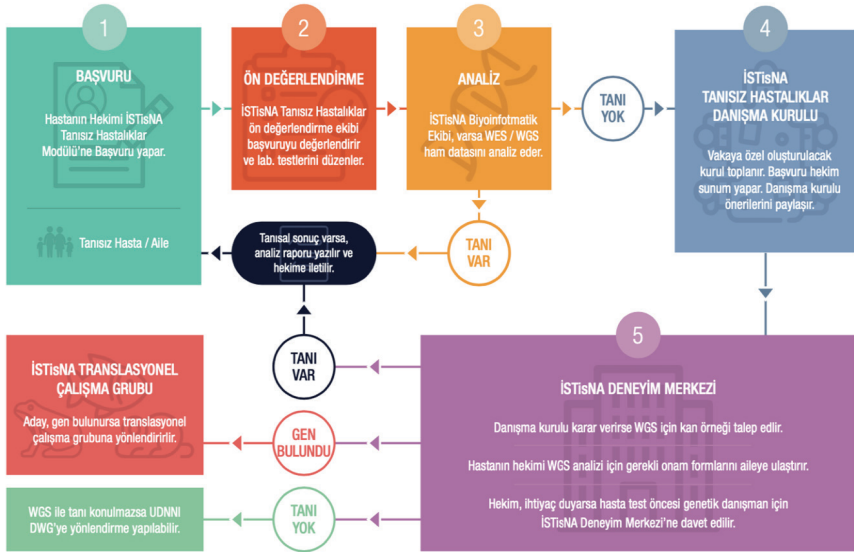 1
BAŞVURU
Hastanın Hekimi İSTisNA
Tanısız Hastalıklar
Modülü'ne Başvuru yapar.
Tanısız Hasta / Aile
2
ÖN DEĞERLENDİRME
İSTisNA Tanısız Hastalıklar
ön değerlendirme ekibi
başvuruyu değerlendirir
ve lab. testlerini düzenler.
3
ANALİZ
İSTisNA Biyoinfotmatik
Ekibi, varsa WES / WGS
ham datasını analiz eder.
TANI
YOK
4
İSTisNA
TANISIZ HASTALIKLAR
DANIŞMA KURULU
Vakaya özel oluşturulacak
kurul toplanır. Başvuru hekim
sunum yapar. Danışma kurulu
önerilerini paylaşır.
TANI
VAR
Tanısal sonuç varsa,
analiz raporu yazılır ve
hekime iletilir.
5
İSTisNA DENEYİM MERKEZİ
Danışma kurulu karar verirse WGS için kan örneği talep edilir.
Hastanın hekimi WGS analizi için gerekli onam formlarını aileye ulaştırır.
Hekim, ihtiyaç duyarsa hasta test öncesi genetik danışman için
İSTisNA Deneyim Merkezi'ne davet edilir.
TANI
VAR
GEN
BULUNDU
TANI
YOK
İSTisNA TRANSLASYONEL
ÇALIŞMA GRUBU
Aday, gen bulunursa translasyonel
çalışma grubuna yönlendirirlir.
WGS ile tanı konulmazsa UDNNI
DWG'ye yönlendirme yapılabilir.